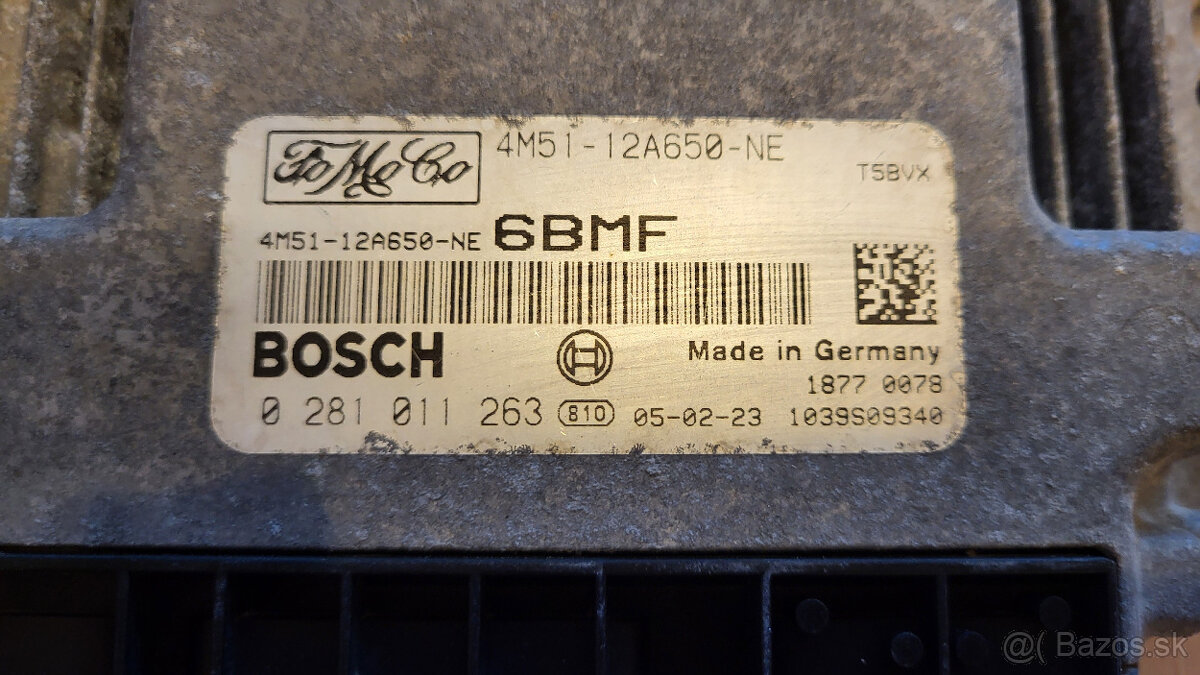 FoMoCo 4M51-12A650-NE
T5BVX
4M51-12A650-NE 6BMF
BOSCH Made in Germany
1877 0078
0 281 011 263 810 05-02-23 1039S09340
@( Bazos.sk